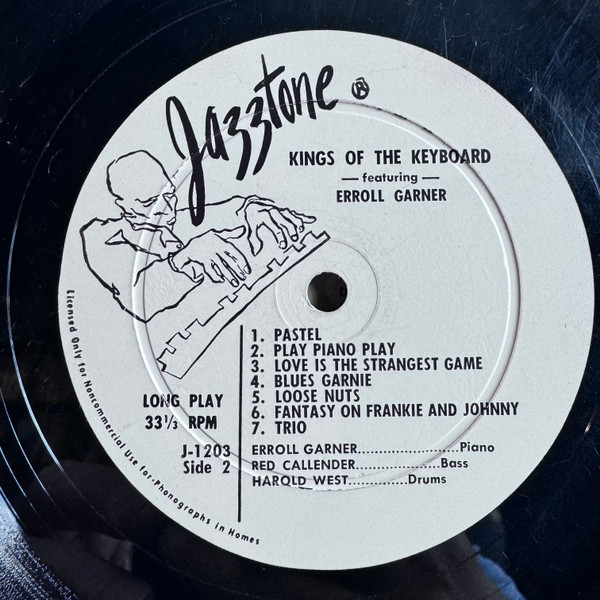 Jazztone ®
KINGS OF THE KEYBOARD
—featuring—
ERROLL GARNER
1. PASTEL
2. PLAY PIANO PLAY
3. LOVE IS THE STRANGEST GAME
4. BLUES GARNIE
5. LOOSE NUTS
6. FANTASY ON FRANKIE AND JOHNNY
7. TRIO
LONG PLAY
33⅓ RPM
J-1203
Side 2
ERROLL GARNER.......................Piano
RED CALLENDER...................Bass
HAROLD WEST..............Drums
Licensed Only for Noncommercial Use for Phonographs in Homes